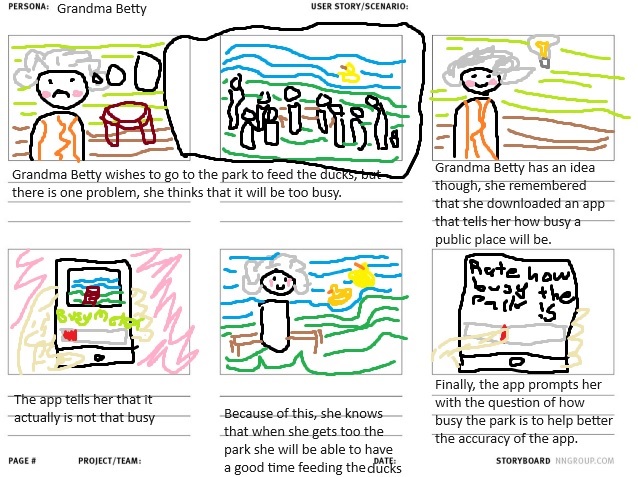 PERSONA: Grandma Betty
USER STORY/SCENARIO:
Grandma Betty wishes to go to the park to feed the ducks, but
there is one problem, she thinks that it will be too busy.
Grandma Betty has an idea
though, she remembered
that she downloaded an app
that tells her how busy a
public place will be.
BusyMeter
The app tells her that it
actually is not that busy
Because of this, she knows
that when she gets too the
park she will be able to have
a good time feeding the ducks
Rate how
busy the
Park is
Finally, the app prompts her
with the question of how
busy the park is to help better
the accuracy of the app.
PAGE #
PROJECT/TEAM:
DATE:
STORYBOARD NNGROUP.COM